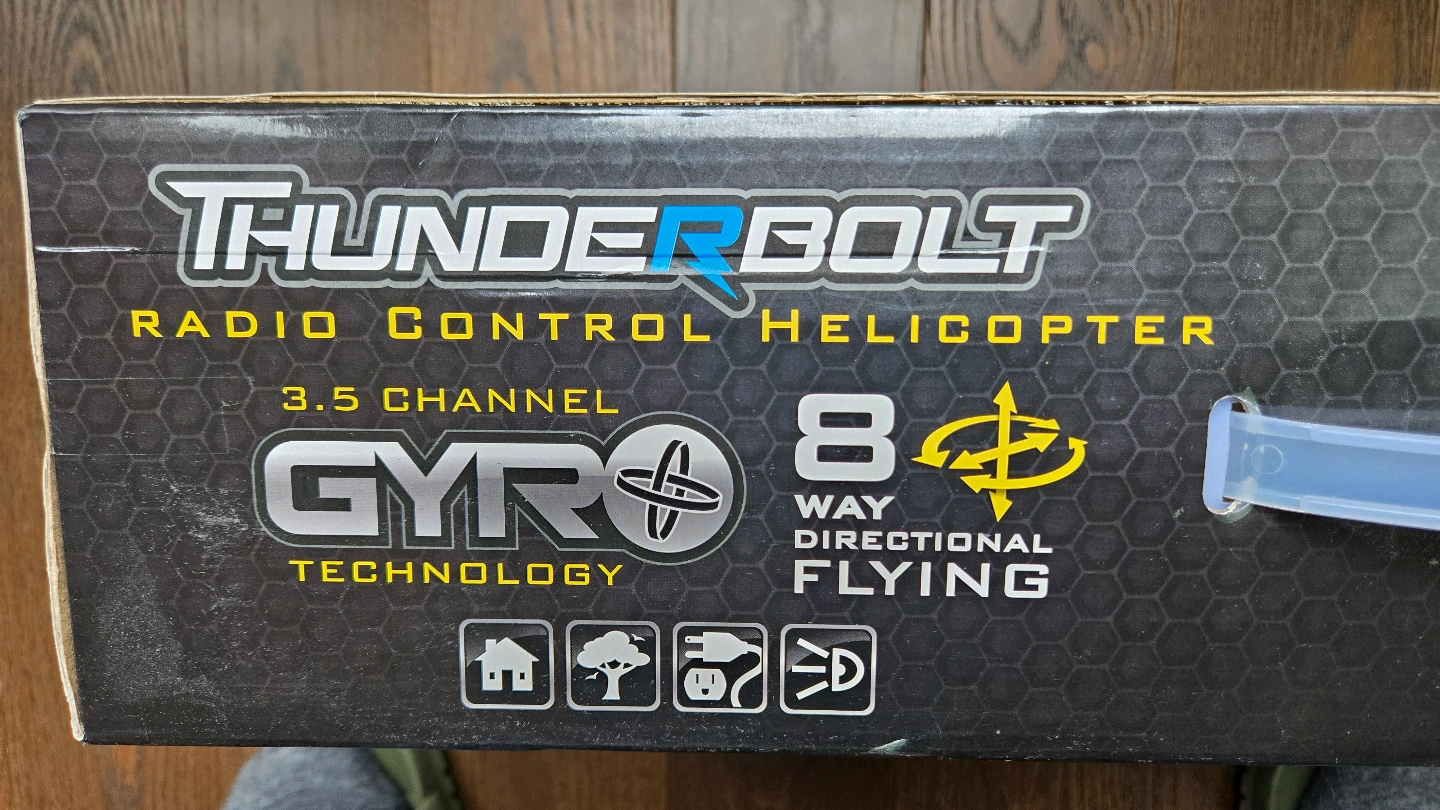 THUNDERBOLT
RADIO CONTROL HELICOPTER
3.5 CHANNEL
GYRO
TECHNOLOGY
8
WAY
DIRECTIONAL
FLYING